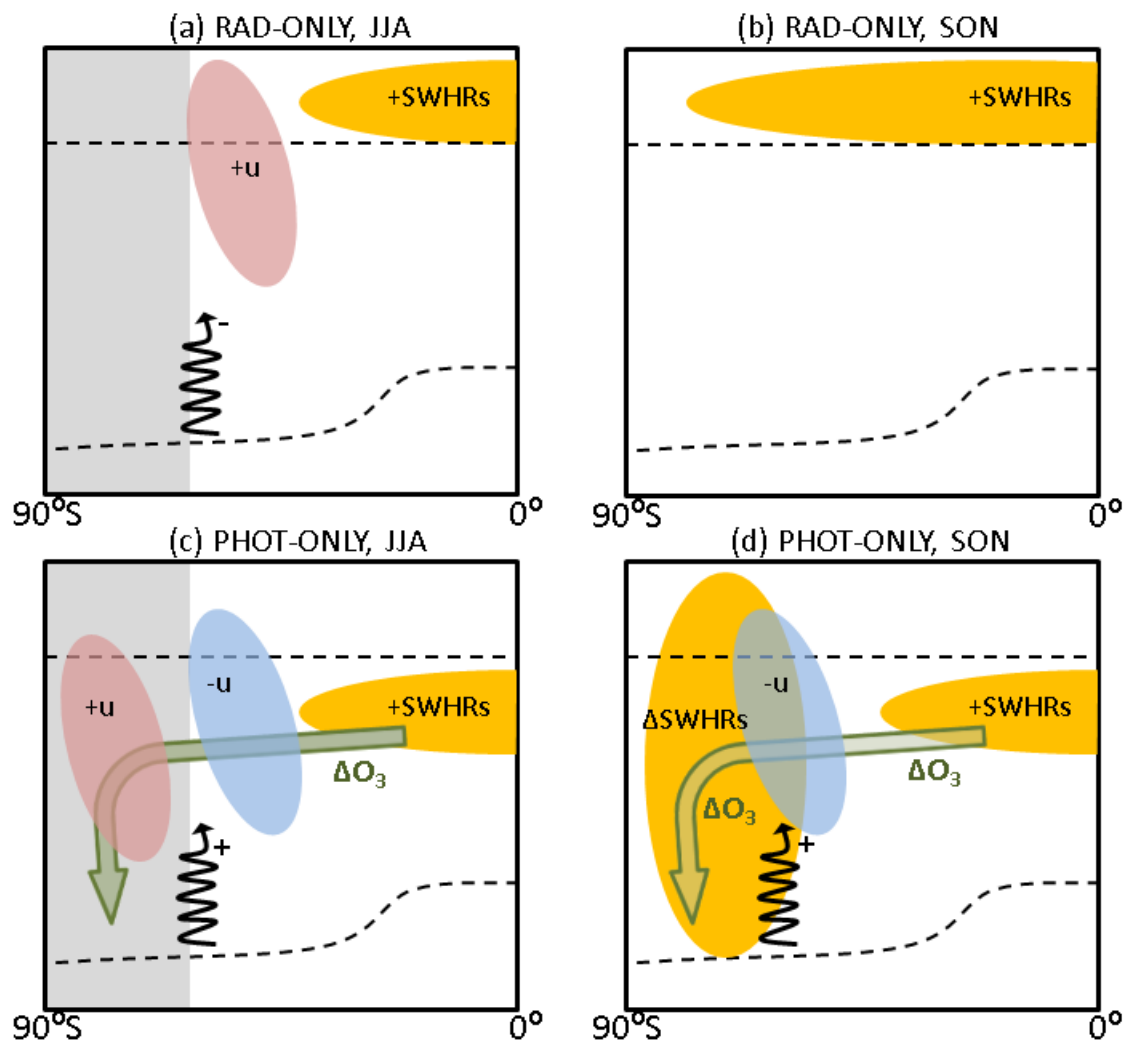 (a) RAD-ONLY, JJA
(b) RAD-ONLY, SON
+SWHRs
+SWHRs
+u
-
90°S
0°
90°S
0°
(c) PHOT-ONLY, JJA
(d) PHOT-ONLY, SON
+u
-u
+SWHRs
ΔO₃
+
ΔSWHRs
-u
+SWHRs
ΔO₃
ΔO₃
+
90°S
0°
90°S
0°